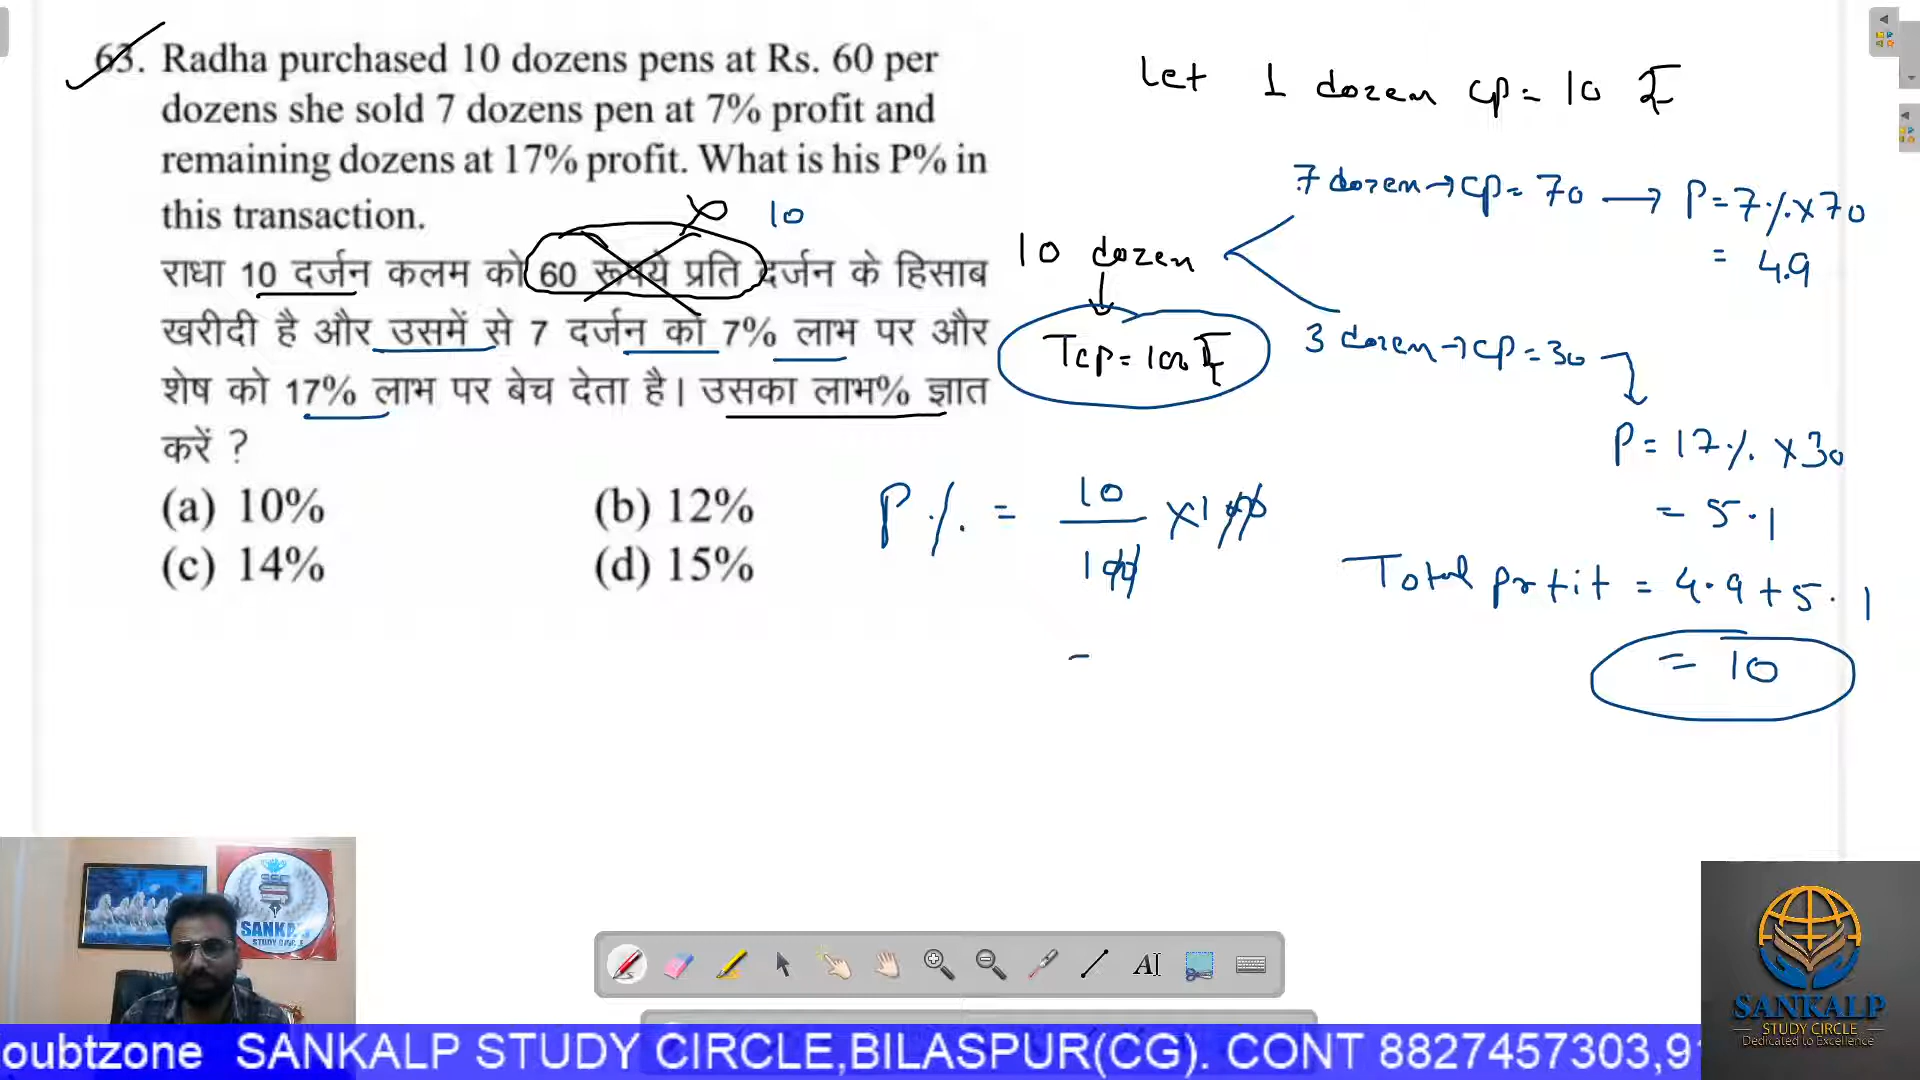 63. Radha purchased 10 dozens pens at Rs. 60 per
dozens she sold 7 dozens pen at 7% profit and
remaining dozens at 17% profit. What is his P% in
this transaction.
10
राधा 10 दर्जन कलम को 60 रूपये प्रति दर्जन के हिसाब
खरीदी है और उसमें से 7 दर्जन को 7% लाभ पर और
शेष को 17% लाभ पर बेच देता है। उसका लाभ% ज्ञात
करें ?
(a) 10% (b) 12%
(c) 14% (d) 15%
Let 1 dozen CP = 10 ₹
10 dozen
TCP = 100 ₹
7 dozen → CP = 70 → P = 7% × 70
= 4.9
3 dozen → CP = 30
P = 17% × 30
= 5.1
Total profit = 4.9 + 5.1
= 10
P% = 10/100 × 100
=
SANKALP
STUDY CIRCLE
SANKALP
STUDY CIRCLE
Dedicated to Excellence
oubtzone SANKALP STUDY CIRCLE,BILASPUR(CG). CONT 8827457303,91